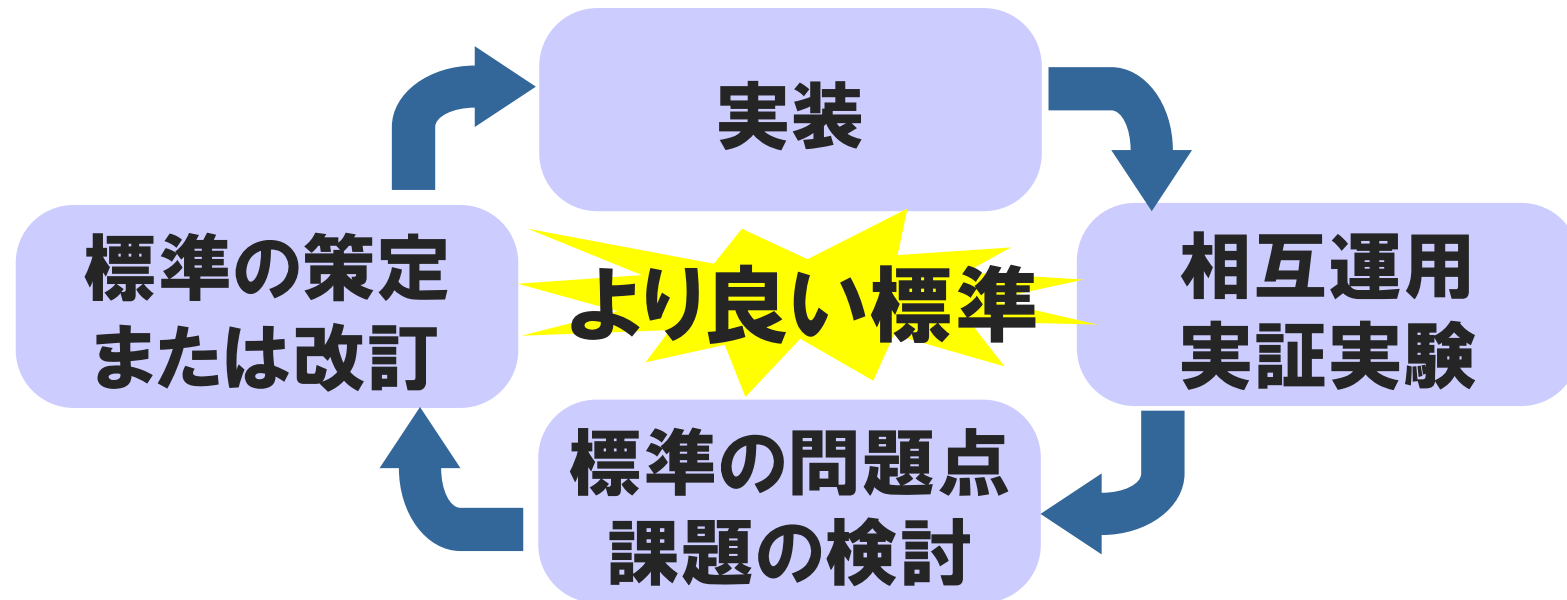 実装
標準の策定
または改訂
より良い標準
相互運用
実証実験
標準の問題点
課題の検討